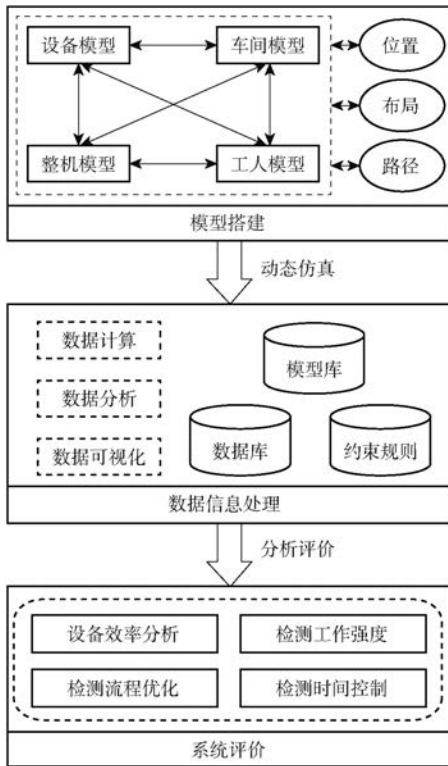 设备模型
车间模型
位置
布局
整机模型
工人模型
路径
模型搭建
动态仿真
数据计算
模型库
数据分析
数据库
约束规则
数据可视化
数据信息处理
分析评价
设备效率分析
检测工作强度
检测流程优化
检测时间控制
系统评价